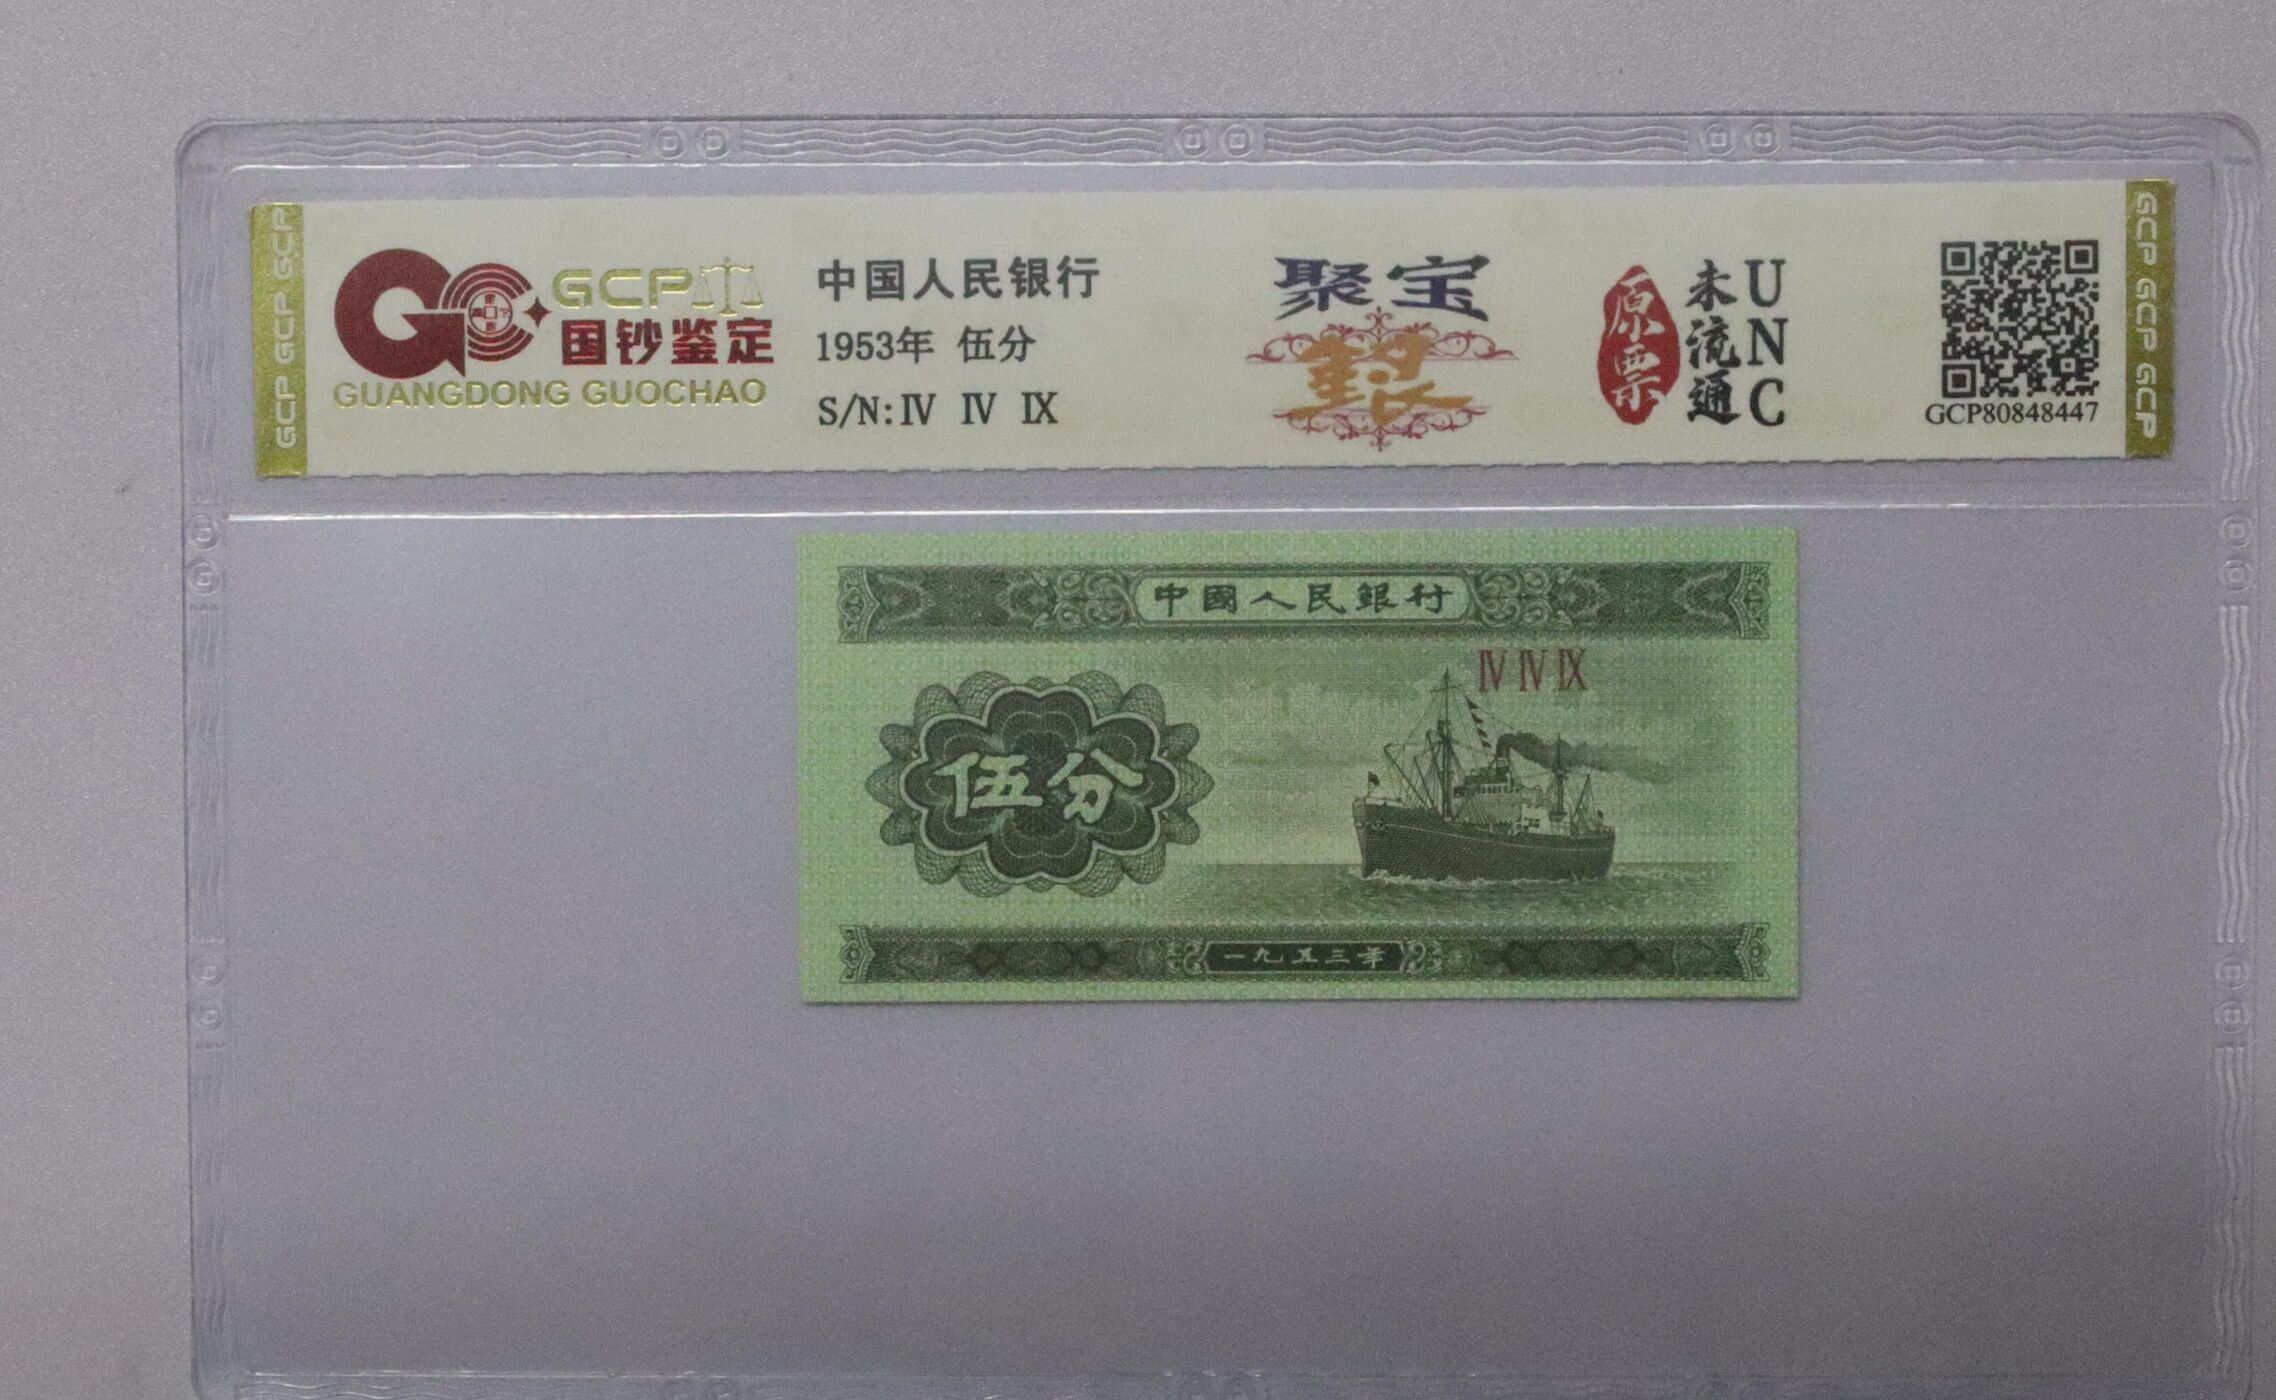 GCP GCP GCP
GCP
国钞鉴定
GUANGDONG GUOCHAO
中国人民银行
1953年 伍分
S/N: IV IV IX
聚宝
原票
未流通
UNC
GCP80848447
GCP GCP GCP
中國人民銀行
IV IV IX
伍分
一九五三年